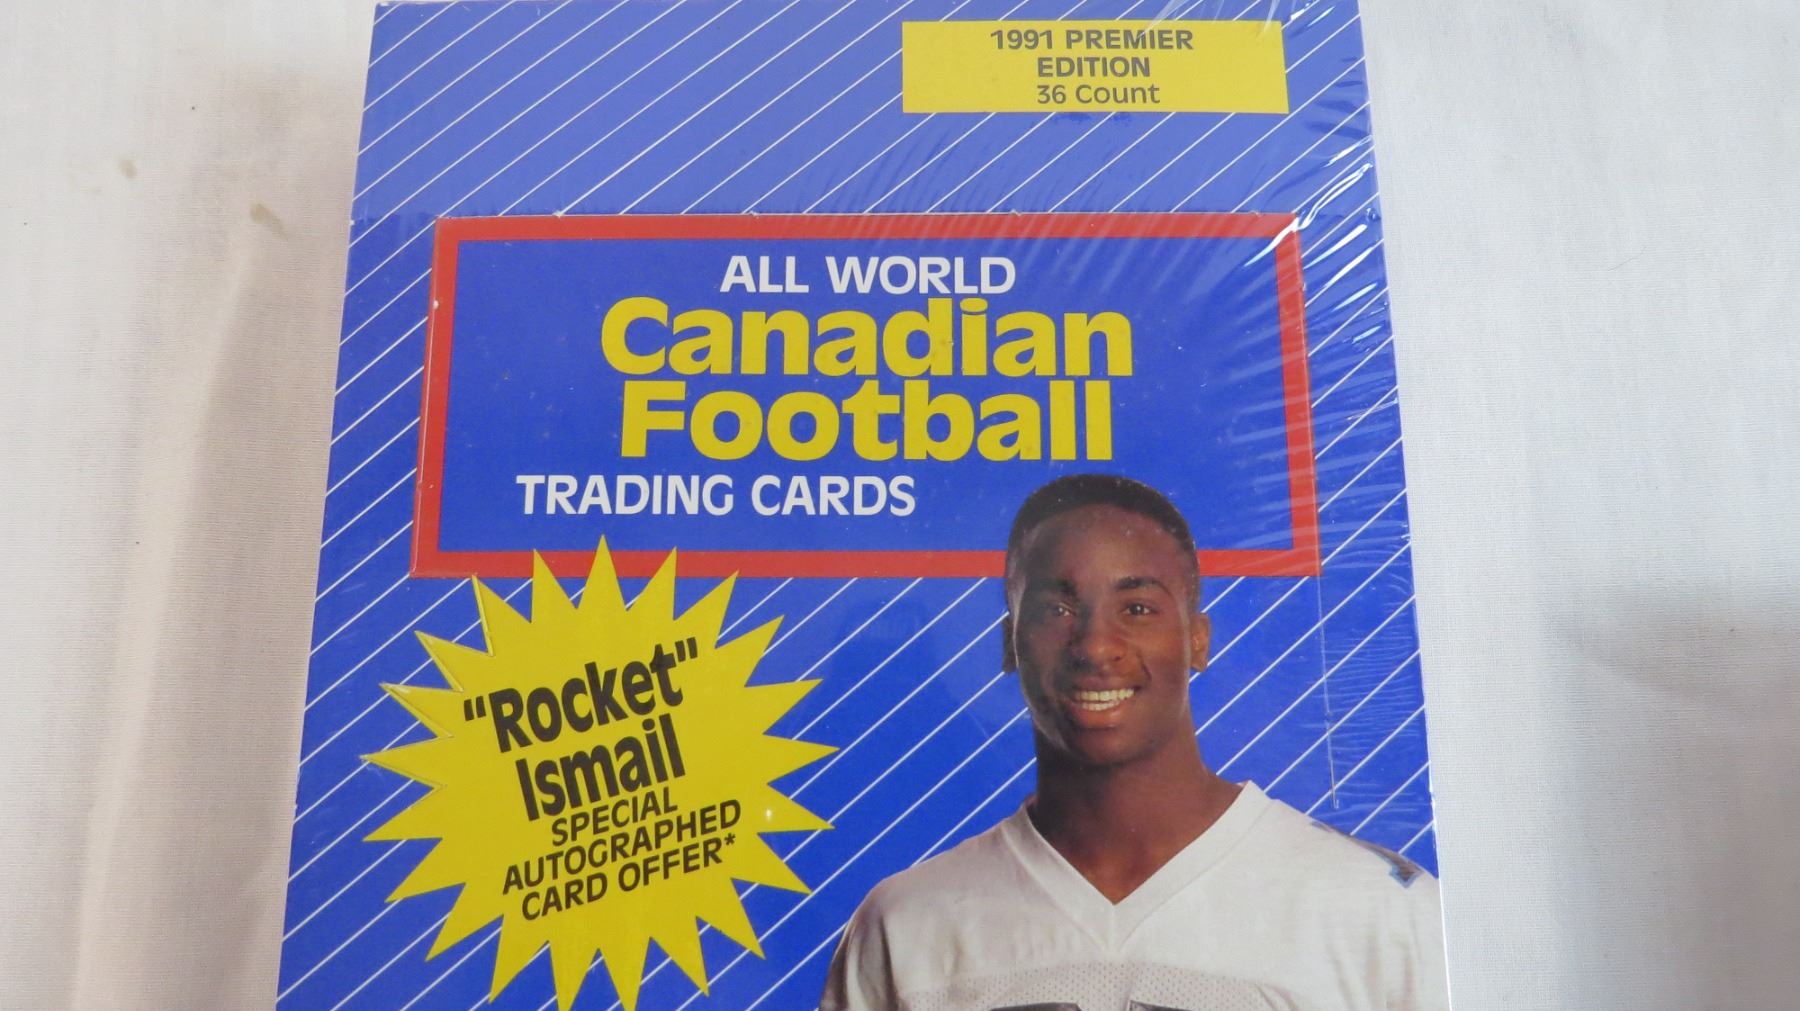 1991 PREMIER
EDITION
36 Count
ALL WORLD
Canadian
Football
TRADING CARDS
"Rocket"
Ismail
SPECIAL
AUTOGRAPHED
CARD OFFER*